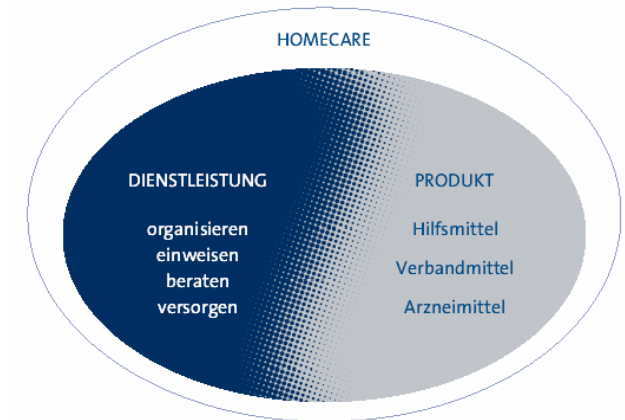 HOMECARE
DIENSTLEISTUNG
organisieren
einweisen
beraten
versorgen
PRODUKT
Hilfsmittel
Verbandmittel
Arzneimittel